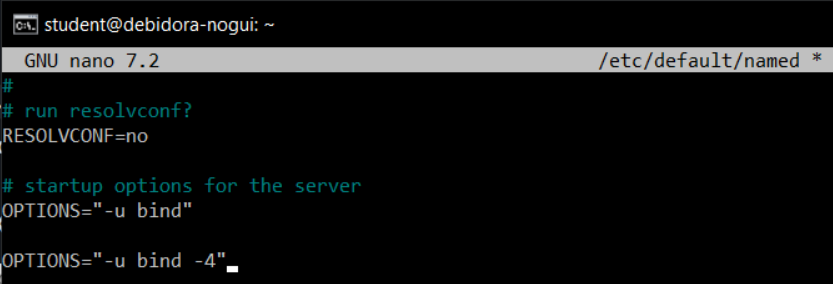 C:\. student@debidora-nogui: ~
GNU nano 7.2 /etc/default/named *
#
# run resolvconf?
RESOLVCONF=no
# startup options for the server
OPTIONS="-u bind"
OPTIONS="-u bind -4"